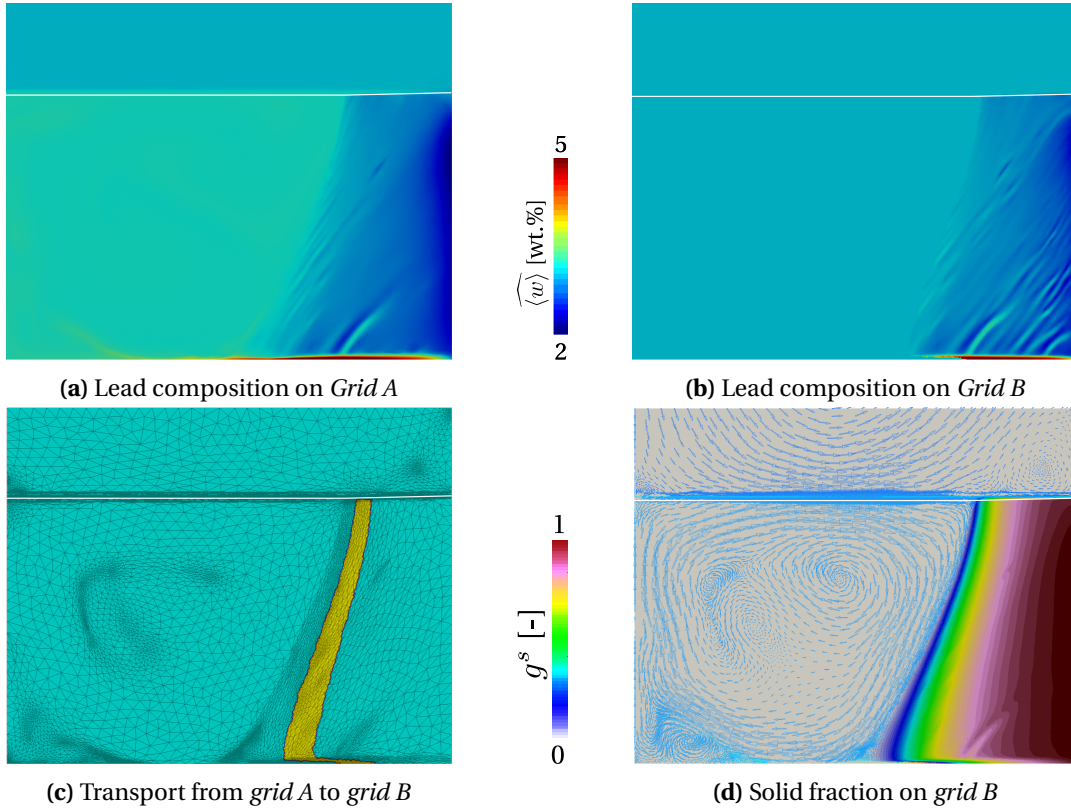 5
⟨w⟩ [wt.%]
2
(a) Lead composition on Grid A
(b) Lead composition on Grid B
1
g^s [-]
0
(c) Transport from grid A to grid B
(d) Solid fraction on grid B